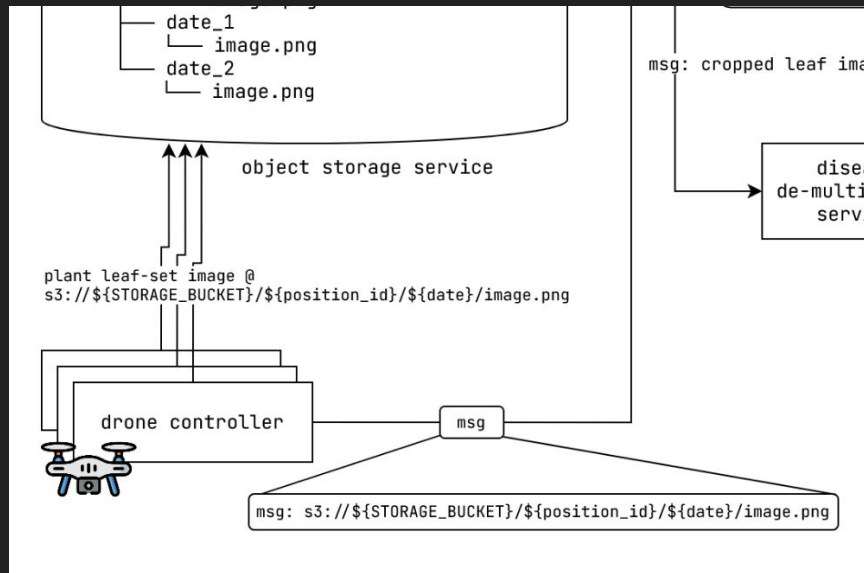 date_1
└── image.png
date_2
└── image.png
object storage service
msg: cropped leaf
plant leaf-set image @
s3://${STORAGE_BUCKET}/${position_id}/${date}/image.png
drone controller
msg
msg: s3://${STORAGE_BUCKET}/${position_id}/${date}/image.png